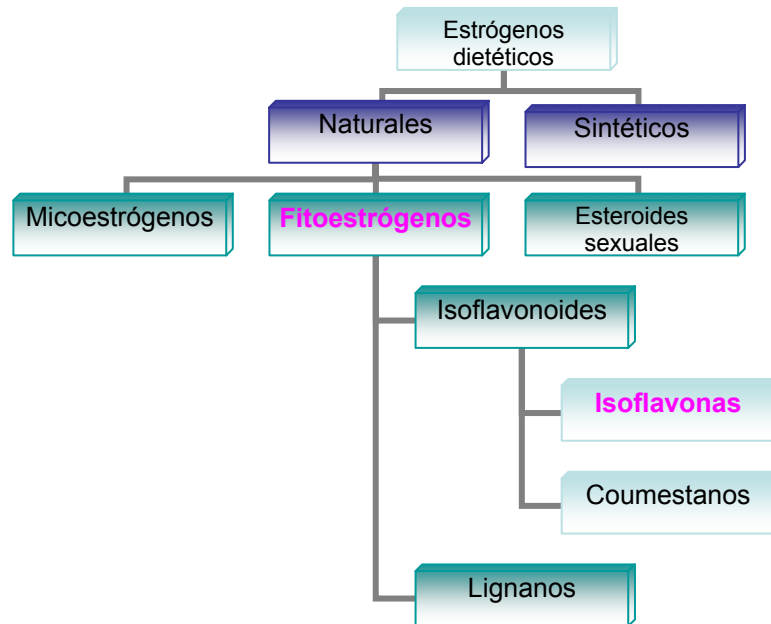 Estrógenos
dietéticos
Naturales
Sintéticos
Micoestrógenos
Fitoestrógenos
Esteroides
sexuales
Isoflavonoides
Isoflavonas
Coumestanos
Lignanos